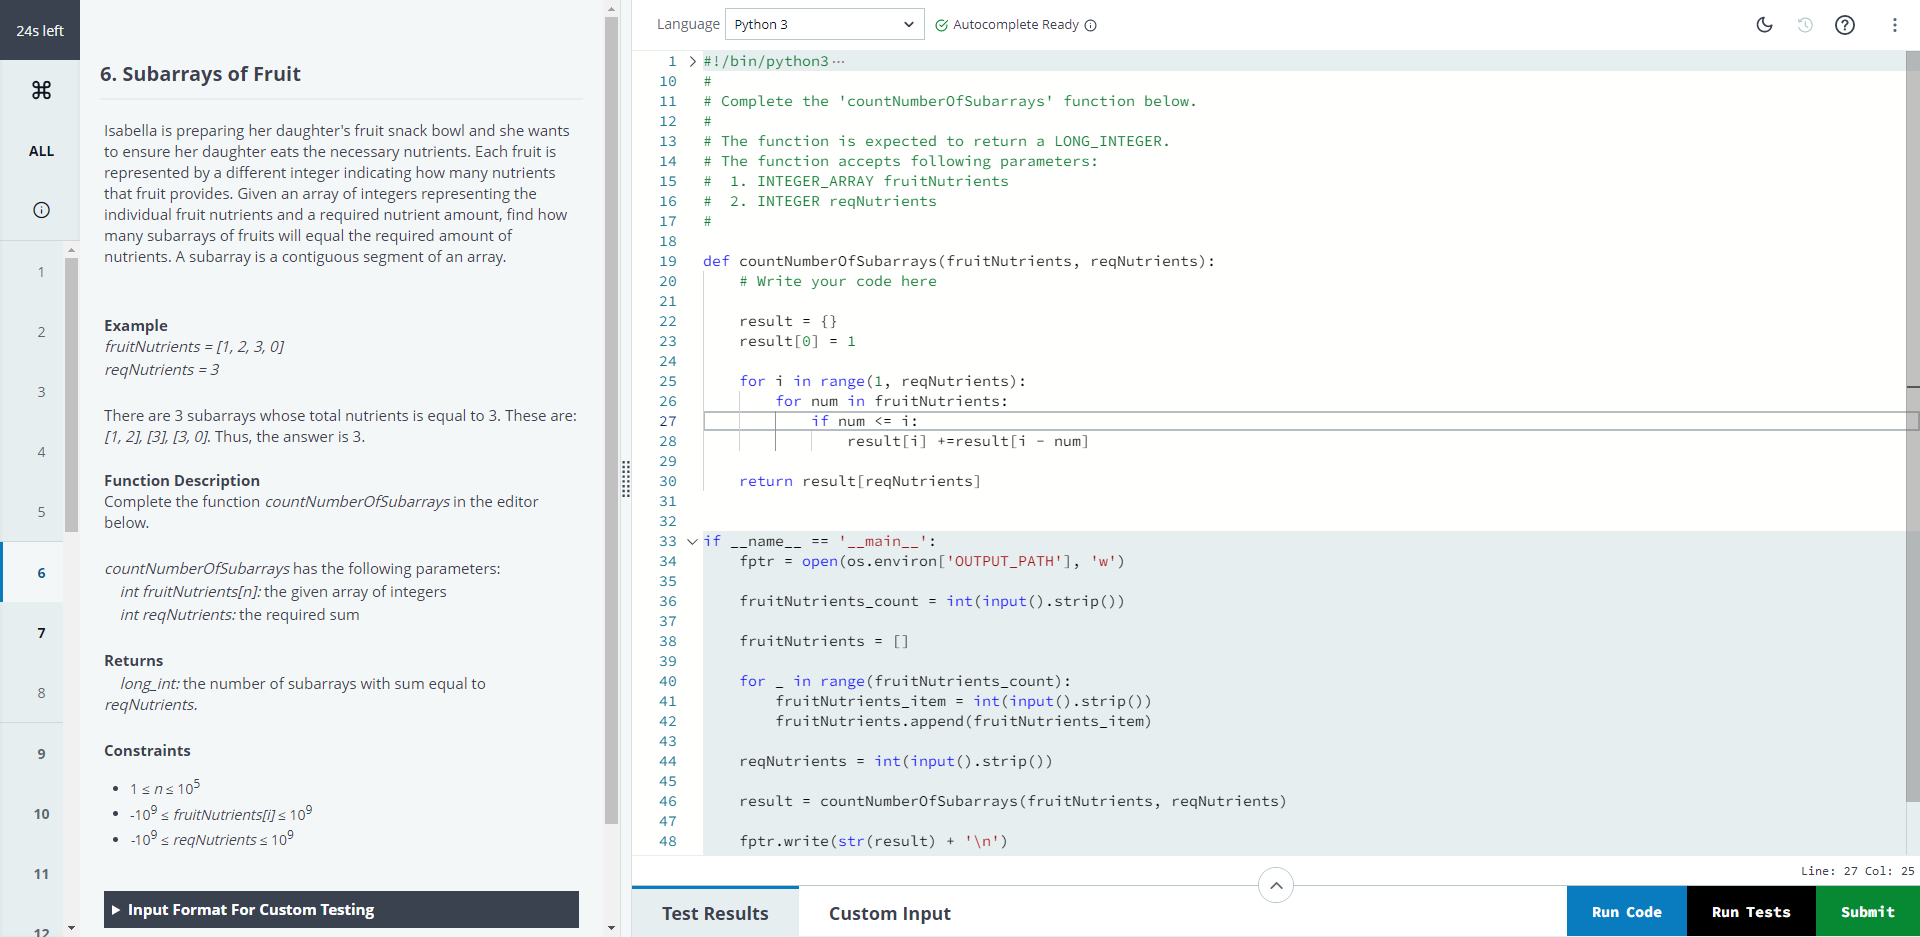 24s left
ALL
1
2
3
4
5
6
7
8
9
10
11
12
6. Subarrays of Fruit
Isabella is preparing her daughter's fruit snack bowl and she wants
to ensure her daughter eats the necessary nutrients. Each fruit is
represented by a different integer indicating how many nutrients
that fruit provides. Given an array of integers representing the
individual fruit nutrients and a required nutrient amount, find how
many subarrays of fruits will equal the required amount of
nutrients. A subarray is a contiguous segment of an array.
Example
fruitNutrients = [1, 2, 3, 0]
reqNutrients = 3
There are 3 subarrays whose total nutrients is equal to 3. These are:
[1, 2], [3], [3, 0]. Thus, the answer is 3.
Function Description
Complete the function countNumberOfSubarrays in the editor
below.
countNumberOfSubarrays has the following parameters:
int fruitNutrients[n]: the given array of integers
int reqNutrients: the required sum
Returns
long_int: the number of subarrays with sum equal to
reqNutrients.
Constraints
• 1 ≤ n ≤ 10^5
• -10^9 ≤ fruitNutrients[i] ≤ 10^9
• -10^9 ≤ reqNutrients ≤ 10^9
Input Format For Custom Testing
Language Python 3 Autocomplete Ready
1 #!/bin/python3 ···
10 #
11 # Complete the 'countNumberOfSubarrays' function below.
12 #
13 # The function is expected to return a LONG_INTEGER.
14 # The function accepts following parameters:
15 #  1. INTEGER_ARRAY fruitNutrients
16 #  2. INTEGER reqNutrients
17 #
18
19 def countNumberOfSubarrays(fruitNutrients, reqNutrients):
20     # Write your code here
21
22     result = {}
23     result[0] = 1
24
25     for i in range(1, reqNutrients):
26         for num in fruitNutrients:
27             if num <= i:
28                 result[i] +=result[i - num]
29
30     return result[reqNutrients]
31
32
33 if __name__ == '__main__':
34     fptr = open(os.environ['OUTPUT_PATH'], 'w')
35
36     fruitNutrients_count = int(input().strip())
37
38     fruitNutrients = []
39
40     for _ in range(fruitNutrients_count):
41         fruitNutrients_item = int(input().strip())
42         fruitNutrients.append(fruitNutrients_item)
43
44     reqNutrients = int(input().strip())
45
46     result = countNumberOfSubarrays(fruitNutrients, reqNutrients)
47
48     fptr.write(str(result) + '\n')
Line: 27 Col: 25
Test Results
Custom Input
Run Code
Run Tests
Submit